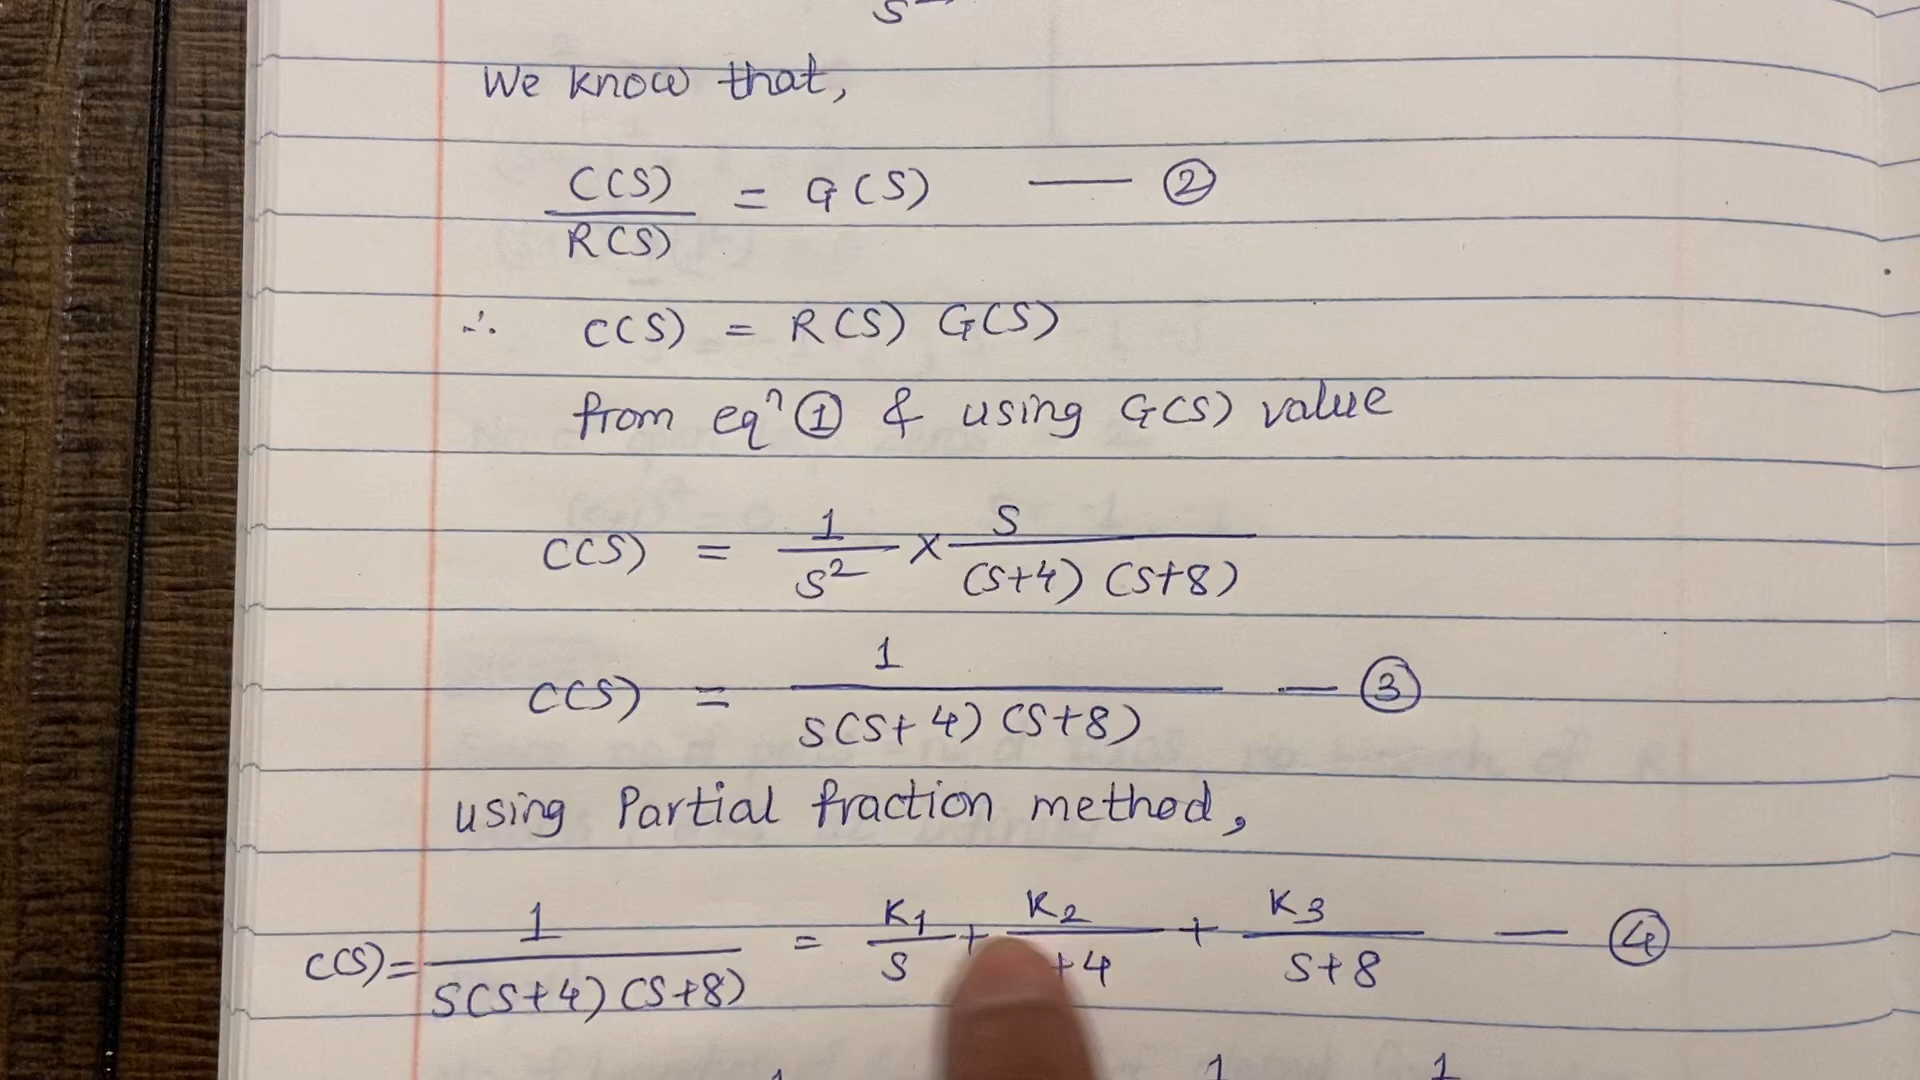 We know that,
C(S)/R(S) = G(S) — ②
∴ C(S) = R(S) G(S)
from eqⁿ ① & using G(S) value
C(S) = 1/S² × S/(S+4) (S+8)
C(S) = 1/S(S+4) (S+8) — ③
using Partial fraction method,
C(S) = 1/S(S+4) (S+8) = K₁/S + K₂/+4 + K₃/S+8 — ④